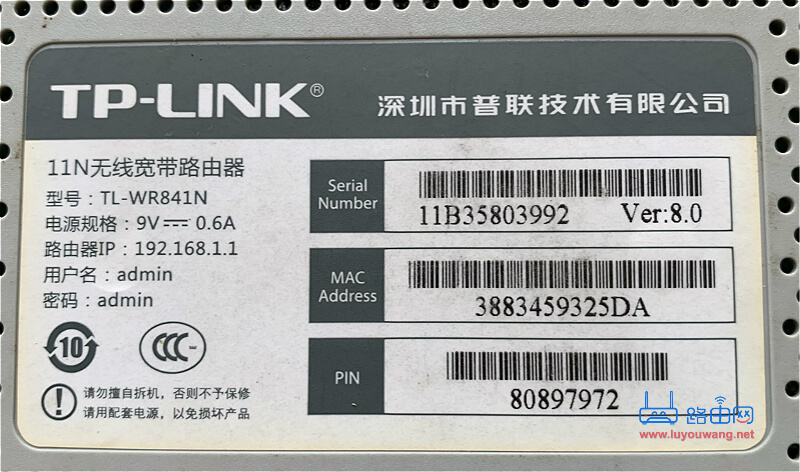 TP-LINK®
深圳市普联技术有限公司
11N无线宽带路由器
型号：TL-WR841N
电源规格：9V⎓0.6A
路由器IP：192.168.1.1
用户名：admin
密码：admin
10
CCC
请勿擅自拆机，否则不予保修
请用配套电源，以免损坏产品
Serial
Number
11B35803992 Ver:8.0
MAC
Address
3883459325DA
PIN
80897972
路由网
www.luyouwang.net